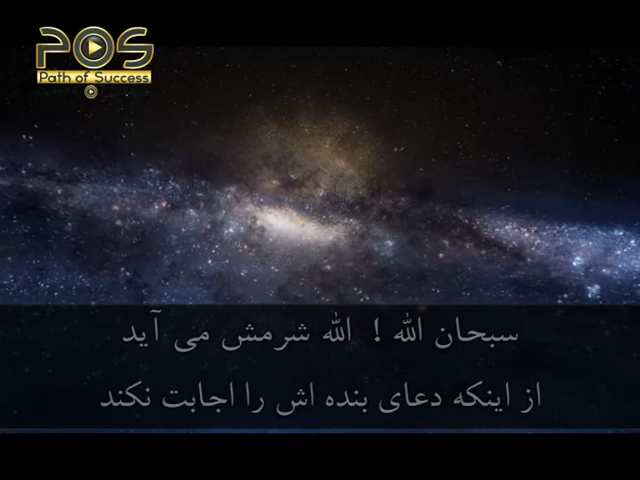 POS
Path of Success
سبحان الله ! الله شرمش می آید
از اینکه دعای بنده اش را اجابت نکند